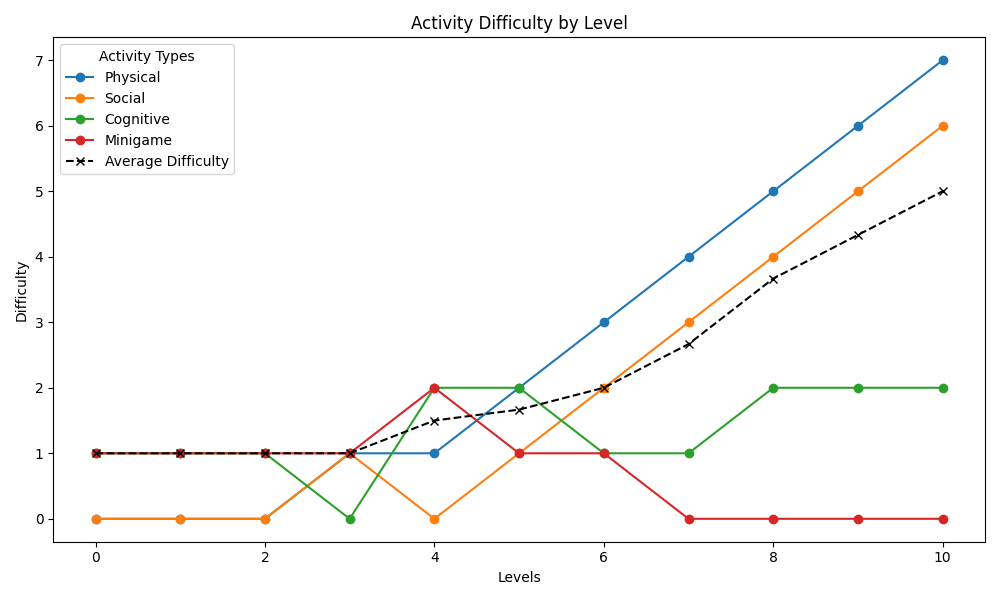 Activity Difficulty by Level
Activity Types
Physical
Social
Cognitive
Minigame
Average Difficulty
Difficulty
7
6
5
4
3
2
1
0
0 2 4 6 8 10
Levels